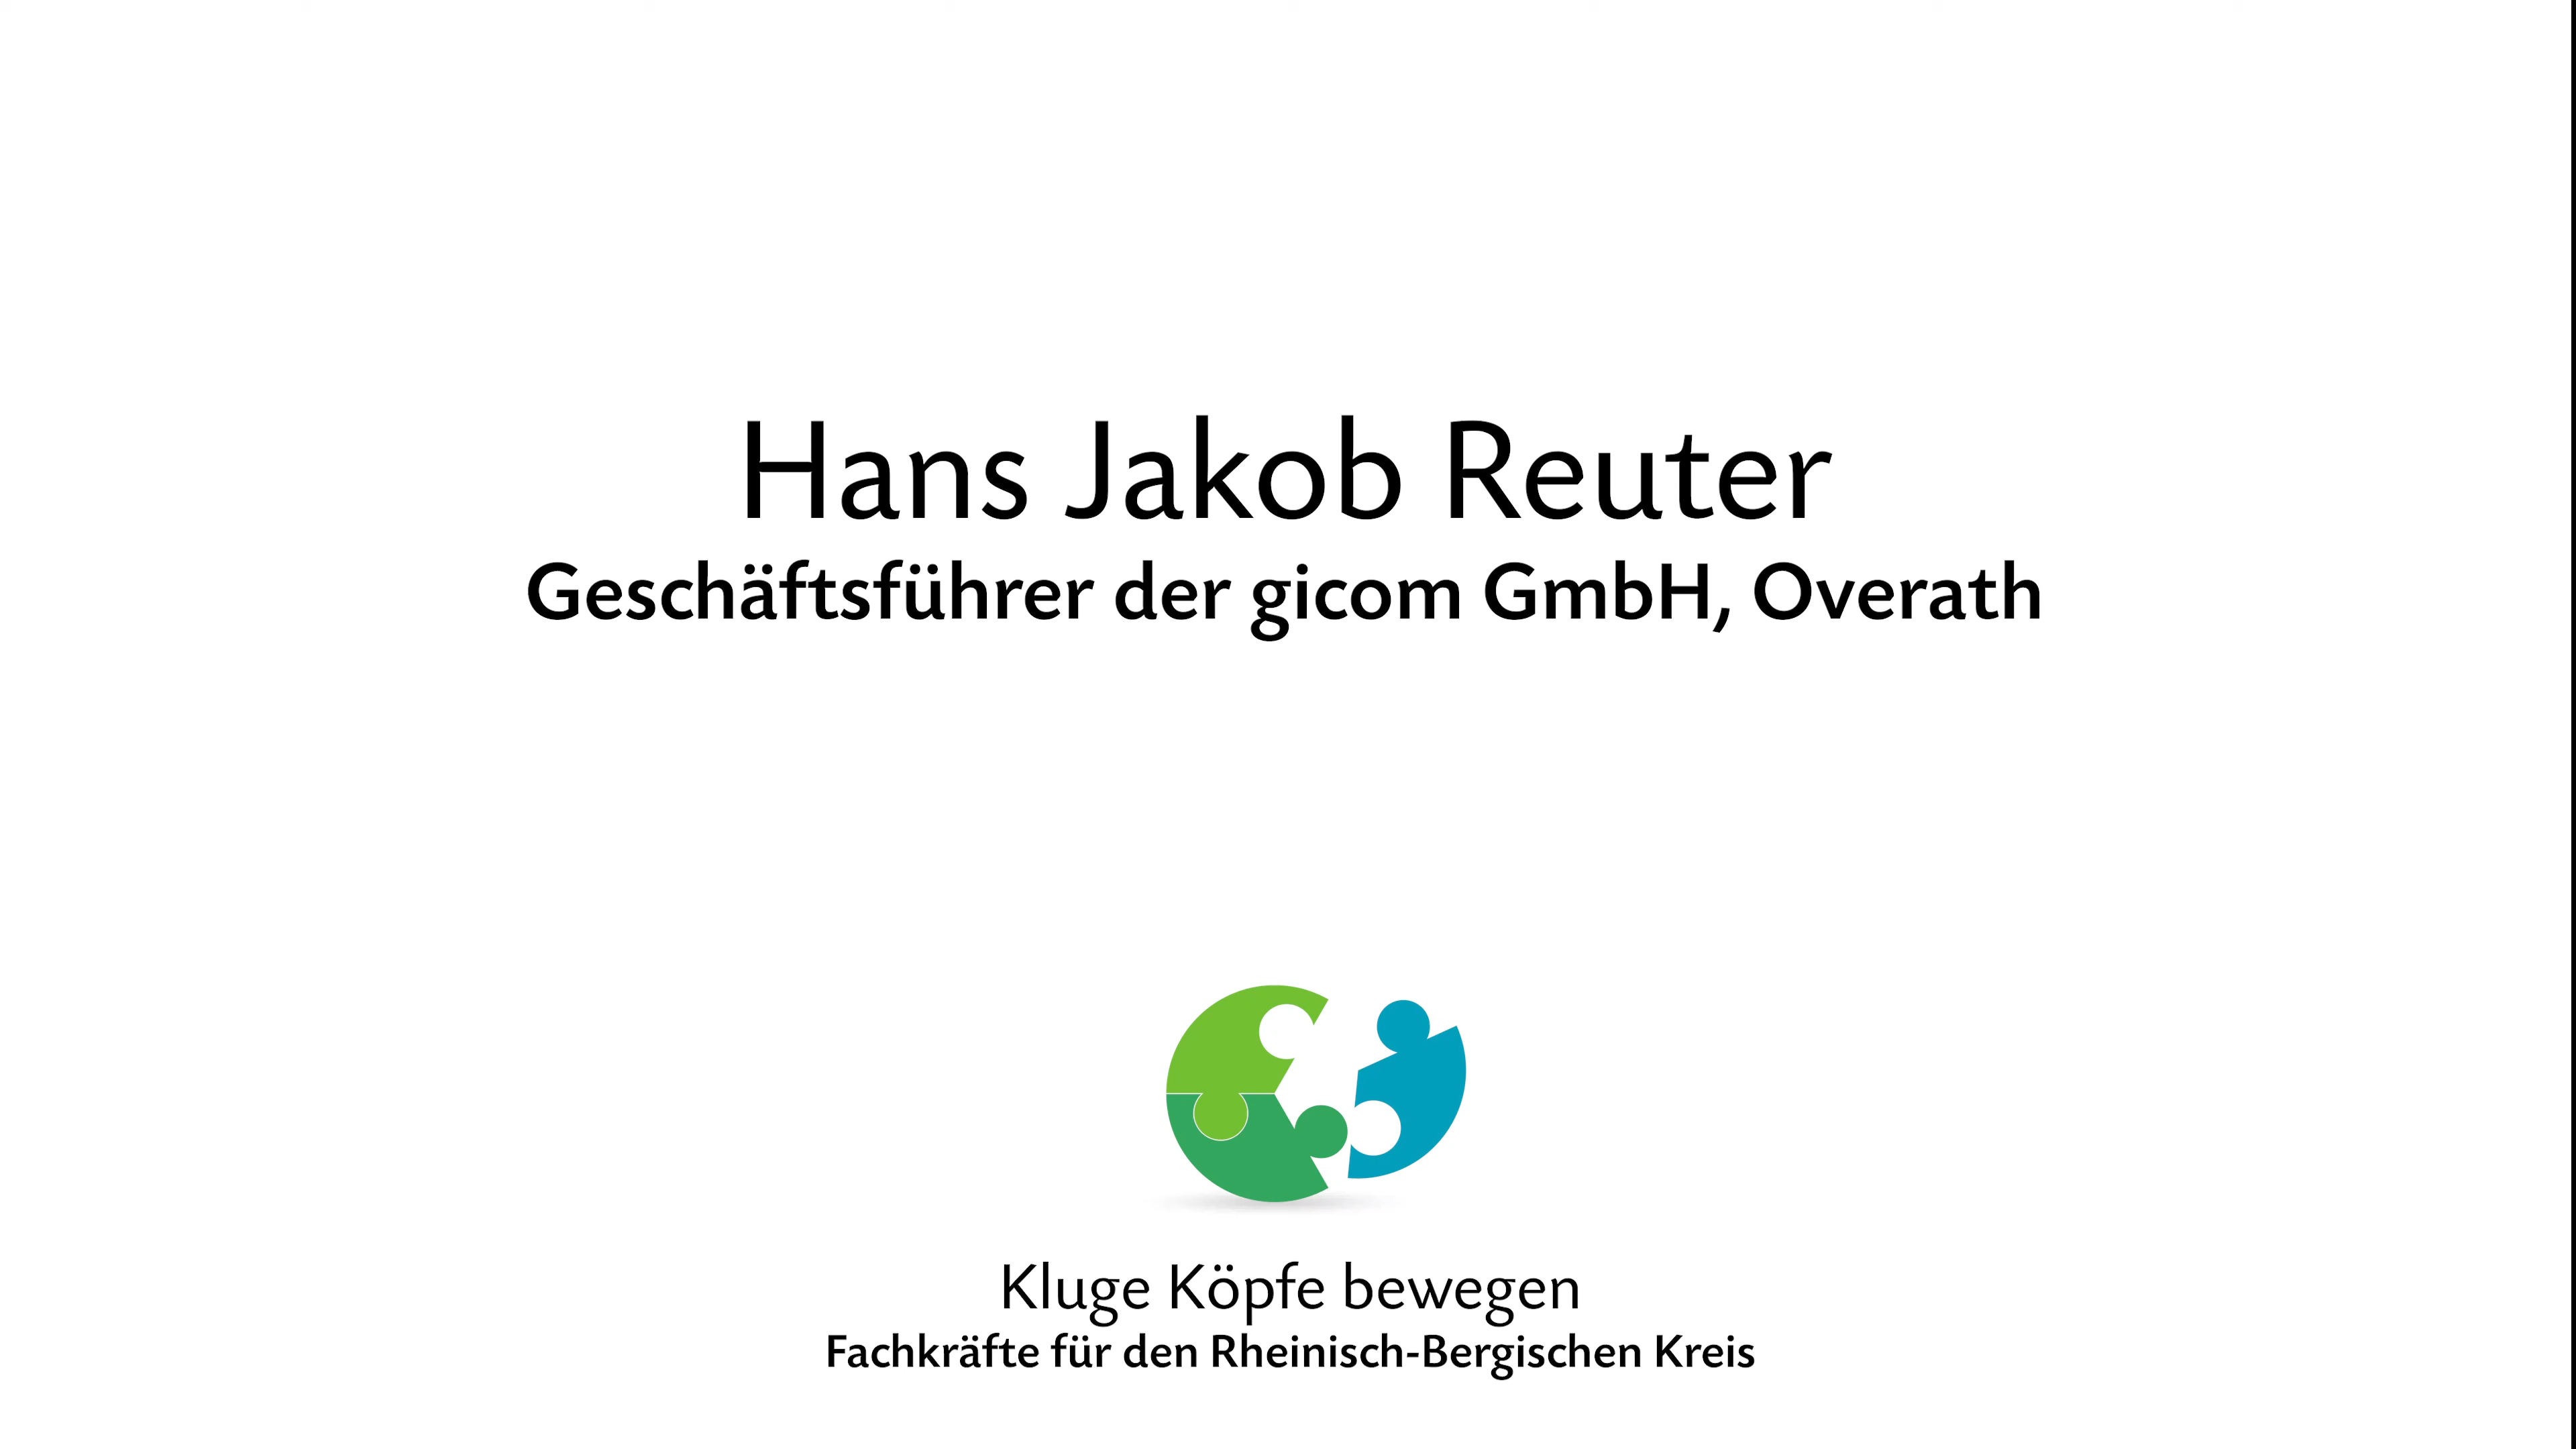 Hans Jakob Reuter
Geschäftsführer der gicom GmbH, Overath
Kluge Köpfe bewegen
Fachkräfte für den Rheinisch-Bergischen Kreis